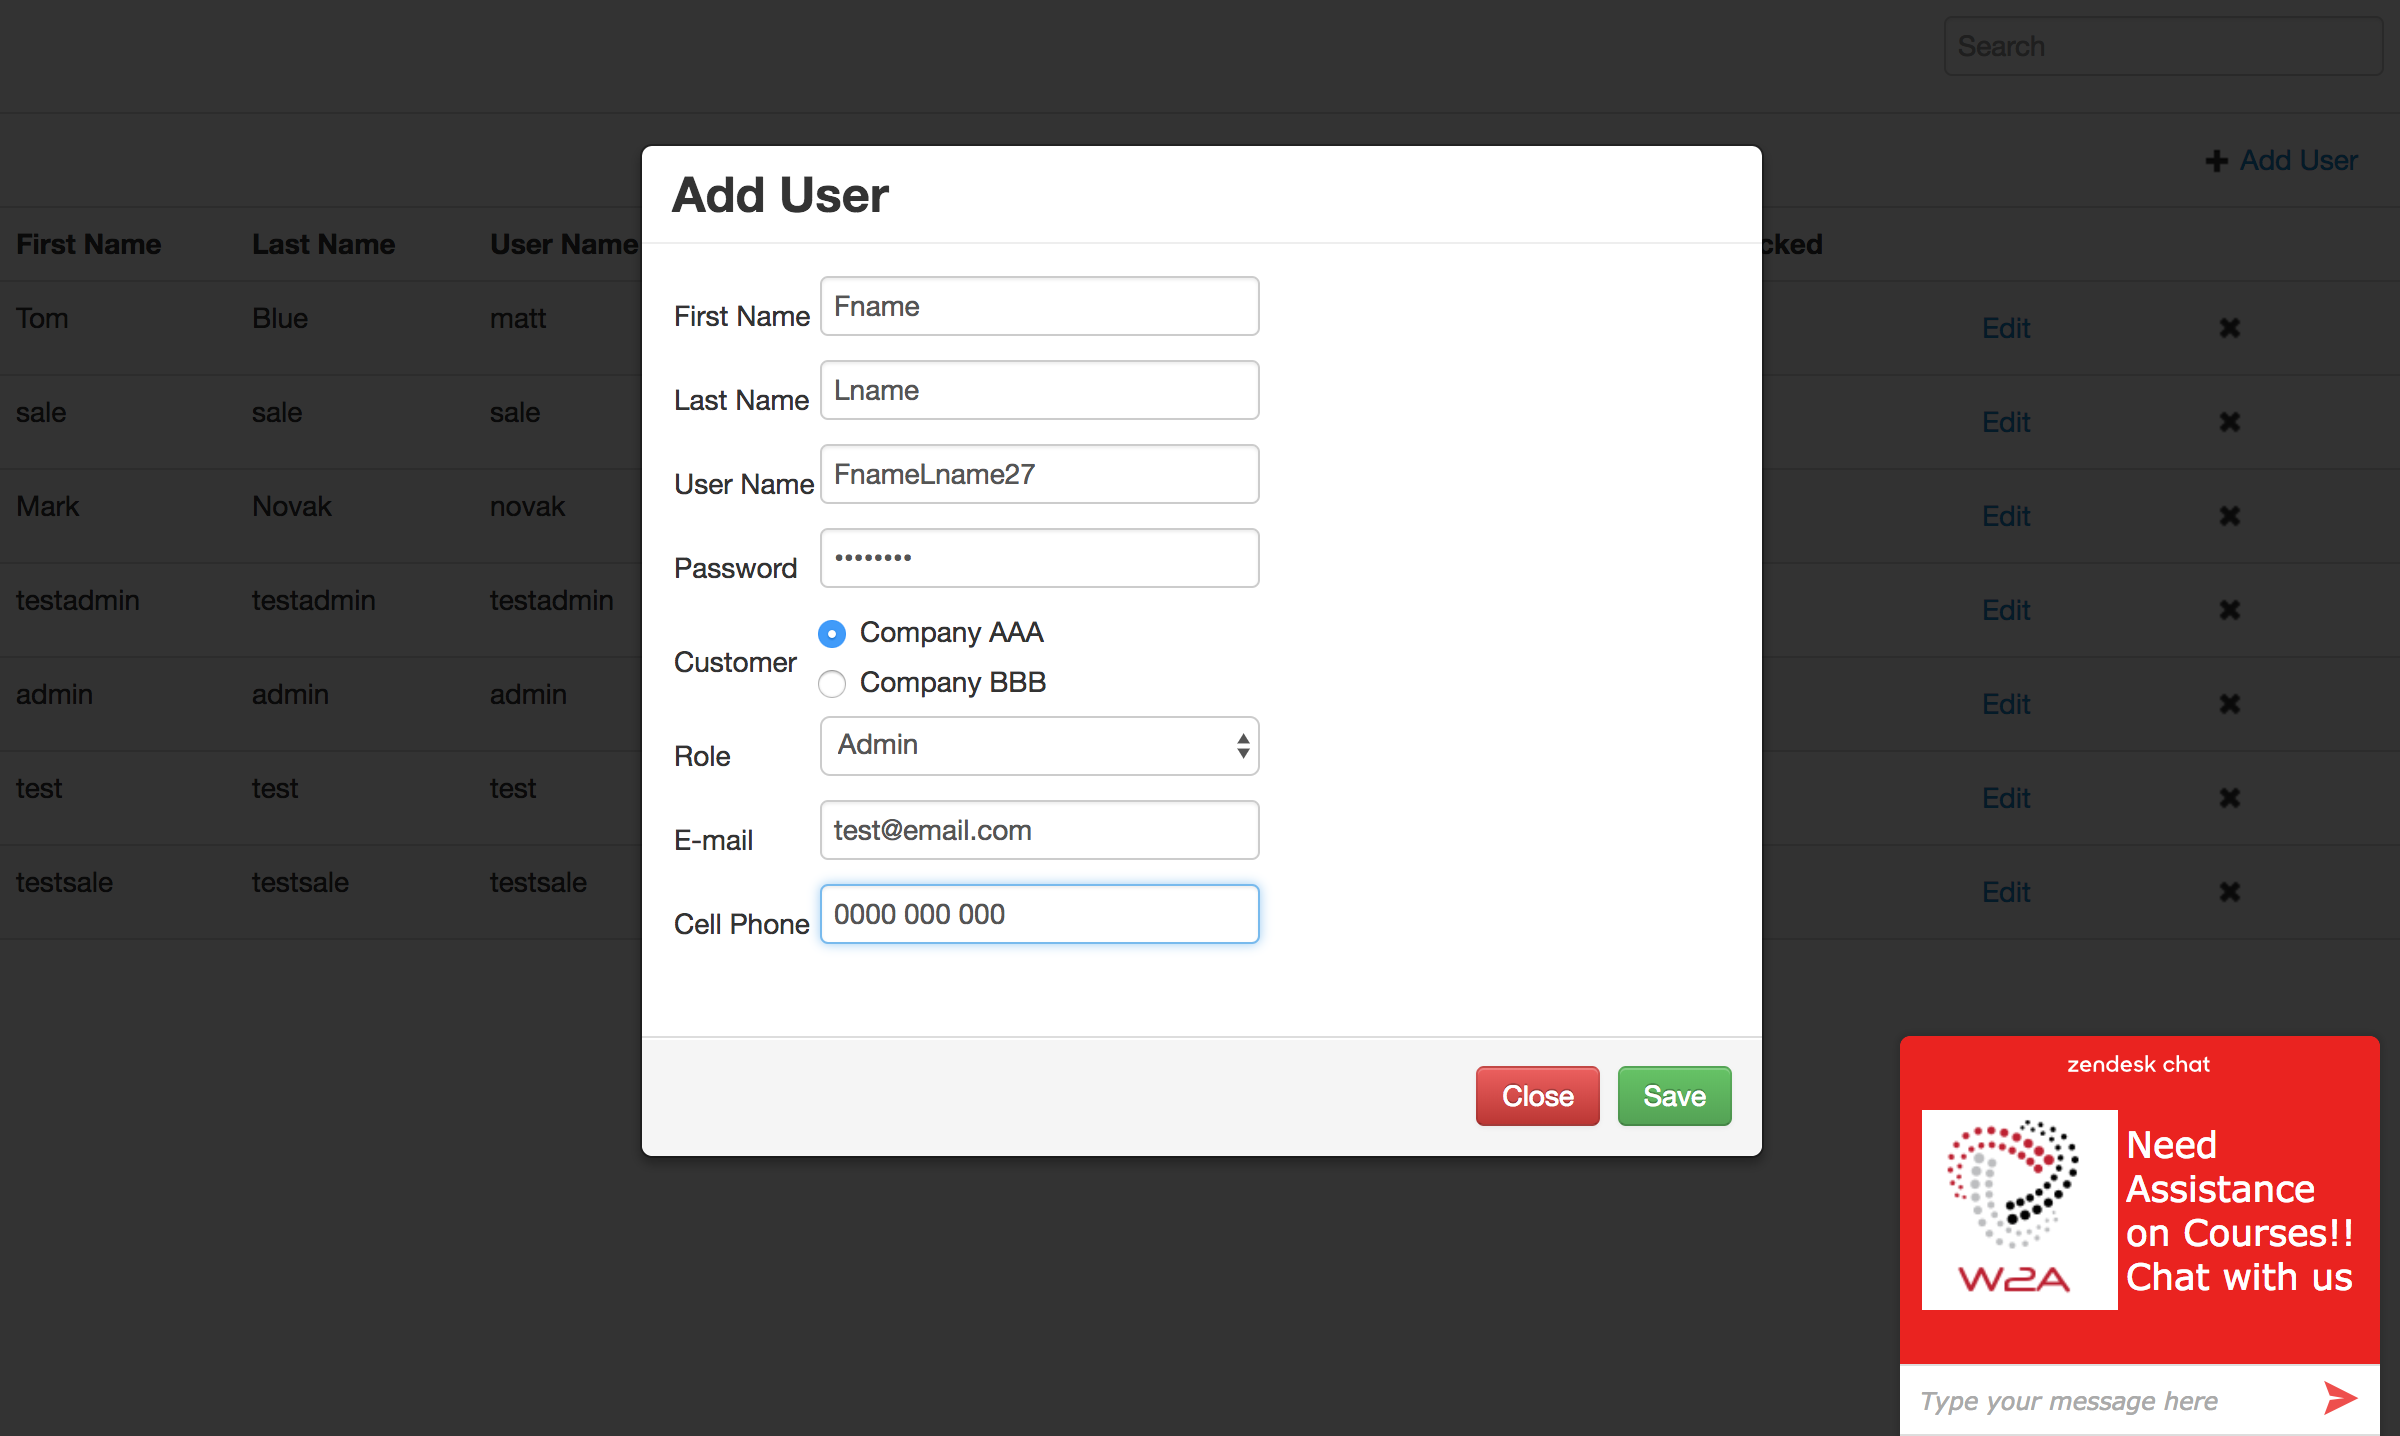 Search
Add User
First Name Last Name User Name cked
Tom Blue matt Edit
sale sale sale Edit
Mark Novak novak Edit
testadmin testadmin testadmin Edit
admin admin admin Edit
test test test Edit
testsale testsale testsale Edit
Add User
First Name Fname
Last Name Lname
User Name FnameLname27
Password ••••••••
Customer
Company AAA
Company BBB
Role Admin
E-mail test@email.com
Cell Phone 0000 000 000
Close Save
zendesk chat
W2A
Need
Assistance
on Courses!!
Chat with us
Type your message here